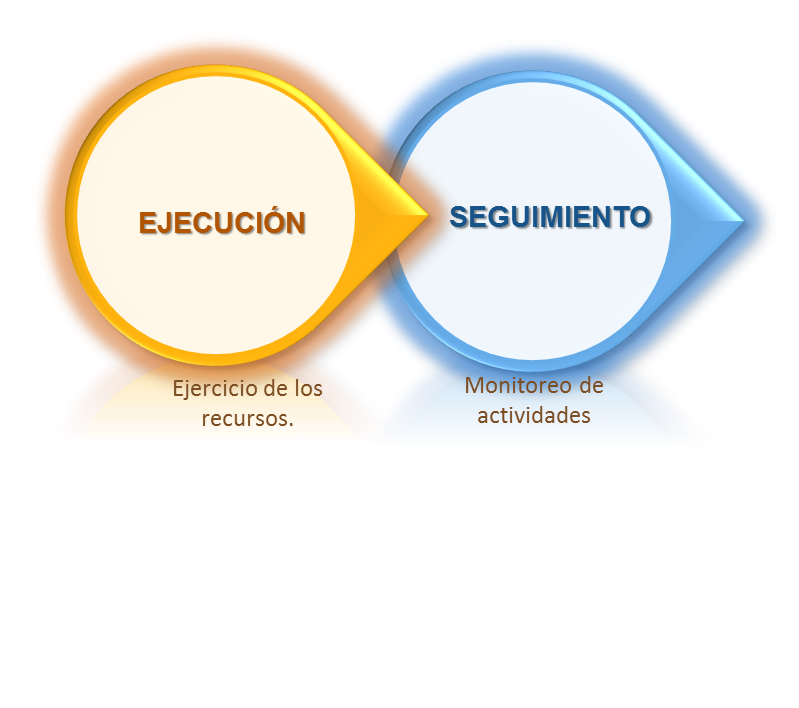 EJECUCIÓN
Ejercicio de los
recursos.
SEGUIMIENTO
Monitoreo de
actividades